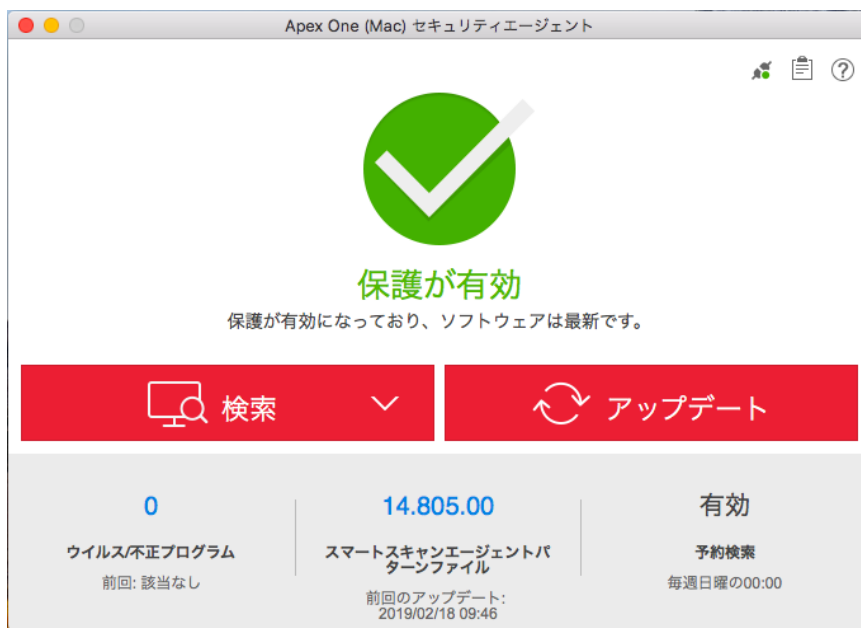 Apex One (Mac) セキュリティエージェント
保護が有効
保護が有効になっており、ソフトウェアは最新です。
検索
アップデート
0
ウイルス/不正プログラム
前回: 該当なし
14.805.00
スマートスキャンエージェントパ
ターンファイル
前回のアップデート:
2019/02/18 09:46
有効
予約検索
毎週日曜の00:00